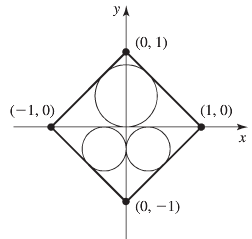 y
(0, 1)
(−1, 0)
(1, 0)
x
(0, −1)